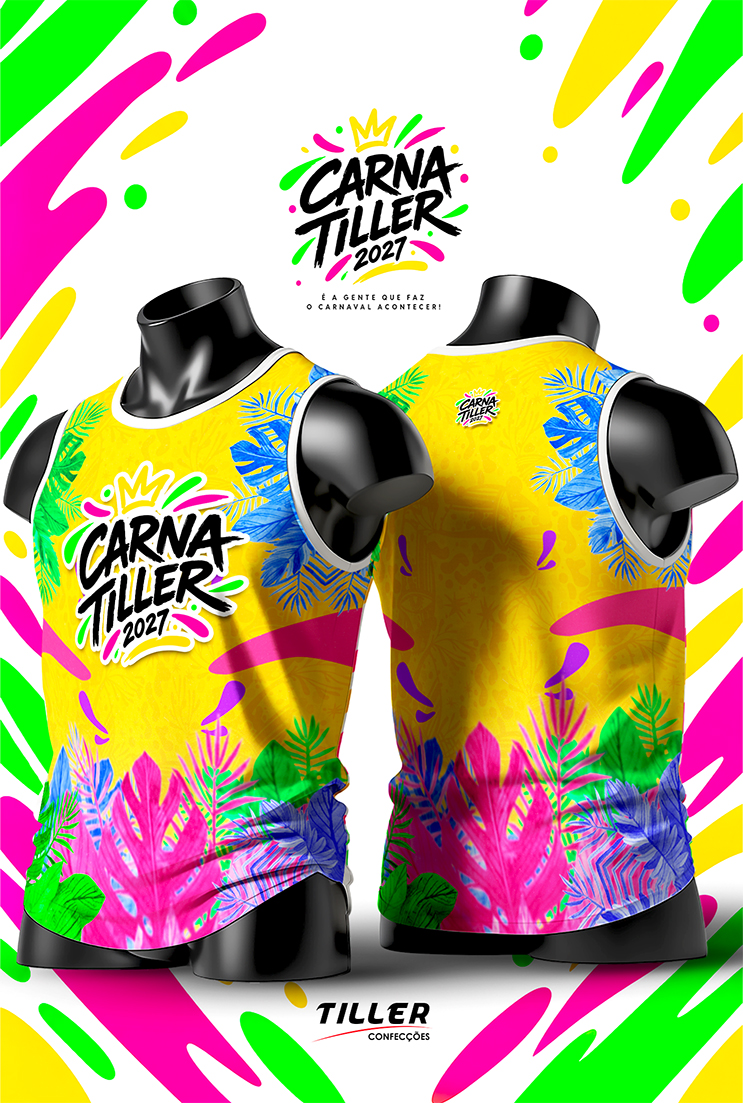 CARNA
TILLER
2027
É A GENTE QUE FAZ
O CARNAVAL ACONTECER!
CARNA
TILLER
2027
CARNA
TILLER
2027
TILLER
CONFECÇÕES